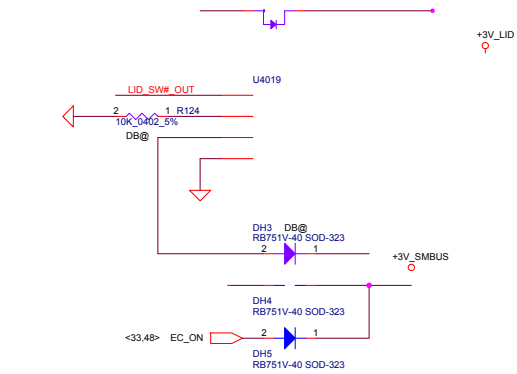 +3V_LID
U4019
LID_SW#_OUT
2 1 R124
10K_0402_5%
DB@
DH3 DB@
RB751V-40 SOD-323
2 1
+3V_SMBUS
DH4
RB751V-40 SOD-323
<33,48> EC_ON 2 1
DH5
RB751V-40 SOD-323